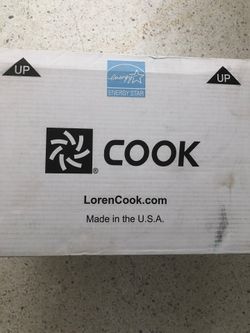 UP
UP
energy
ENERGY STAR
COOK
®
LorenCook.com
Made in the U.S.A.